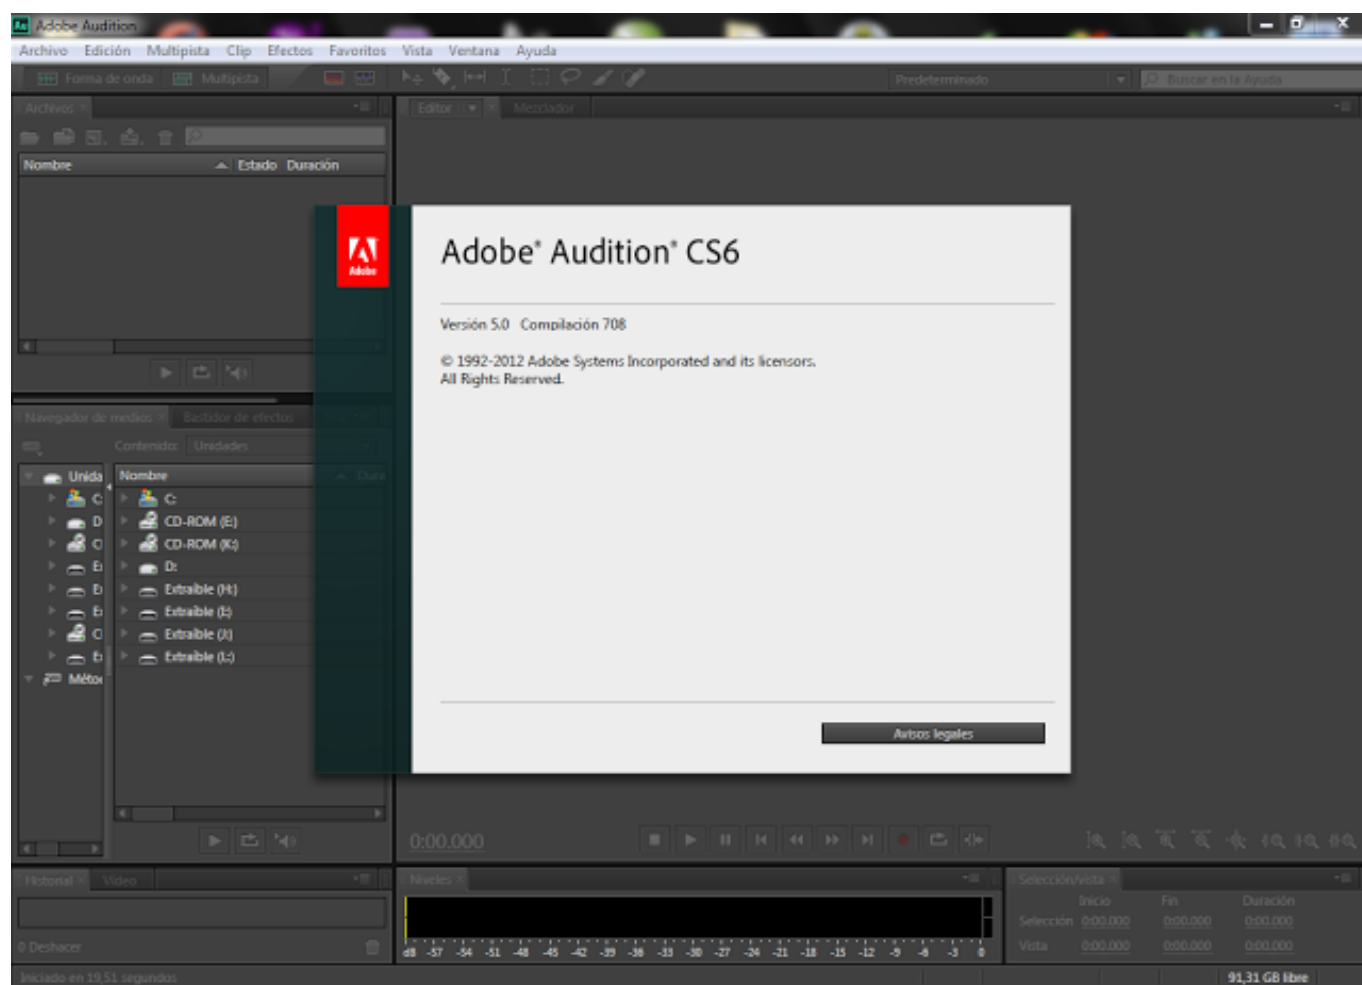 Au Adobe Audition
Archivo Edición Multipista Clip Efectos Favoritos Vista Ventana Ayuda
Forma de onda Multipista Predeterminado Buscar en la Ayuda
Archivos
Editor Mezclador
Nombre Estado Duración
Adobe
Adobe® Audition® CS6
Versión 5.0 Compilación 708
© 1992-2012 Adobe Systems Incorporated and its licensors.
All Rights Reserved.
Avisos legales
Navegador de medios Bastidor de efectos
Contenido: Unidades
Unida
C:
D
C
E
E
E
C
E
Méto
Nombre Dura
C:
CD-ROM (E:)
CD-ROM (K:)
D:
Extraíble (H:)
Extraíble (I:)
Extraíble (J:)
Extraíble (L:)
0:00.000
Historial Video
0 Deshacer
Niveles
dB -57 -54 -51 -48 -45 -42 -39 -36 -33 -30 -27 -24 -21 -18 -15 -12 -9 -6 -3 0
Selección/vista
Inicio Fin Duración
Selección 0:00.000 0:00.000 0:00.000
Vista 0:00.000 0:00.000 0:00.000
Iniciado en 19,51 segundos
91,31 GB libre